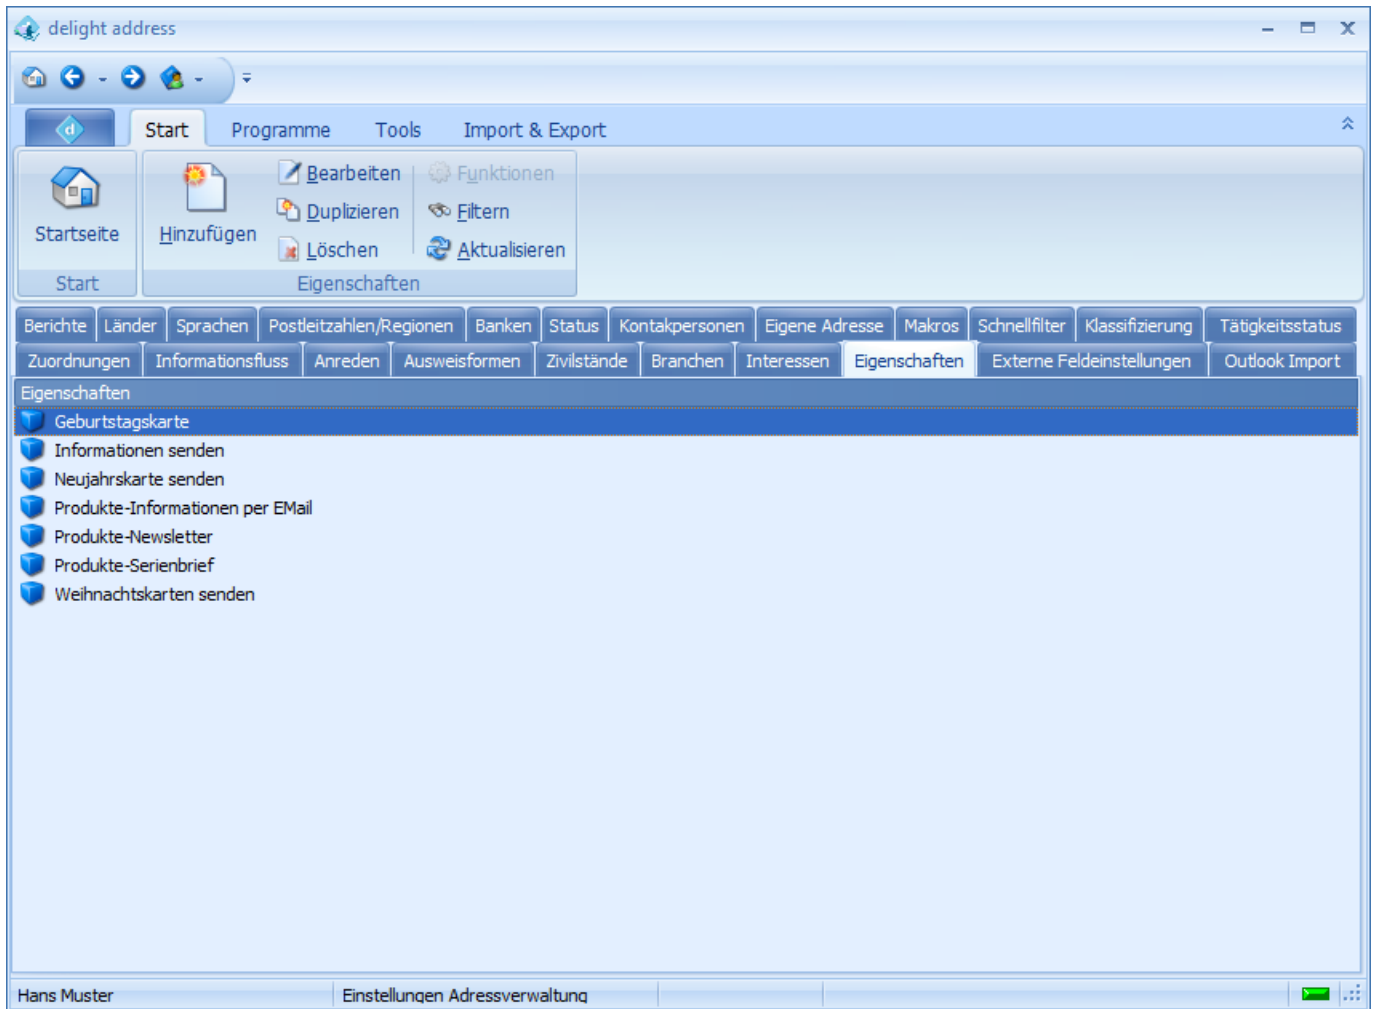 delight address
Start Programme Tools Import & Export
Startseite
Hinzufügen
Bearbeiten
Duplizieren
Löschen
Funktionen
Filtern
Aktualisieren
Start
Eigenschaften
Berichte Länder Sprachen Postleitzahlen/Regionen Banken Status Kontakpersonen Eigene Adresse Makros Schnellfilter Klassifizierung Tätigkeitsstatus
Zuordnungen Informationsfluss Anreden Ausweisformen Zivilstände Branchen Interessen Eigenschaften Externe Feldeinstellungen Outlook Import
Eigenschaften
Geburtstagskarte
Informationen senden
Neujahrskarte senden
Produkte-Informationen per EMail
Produkte-Newsletter
Produkte-Serienbrief
Weihnachtskarten senden
Hans Muster Einstellungen Adressverwaltung